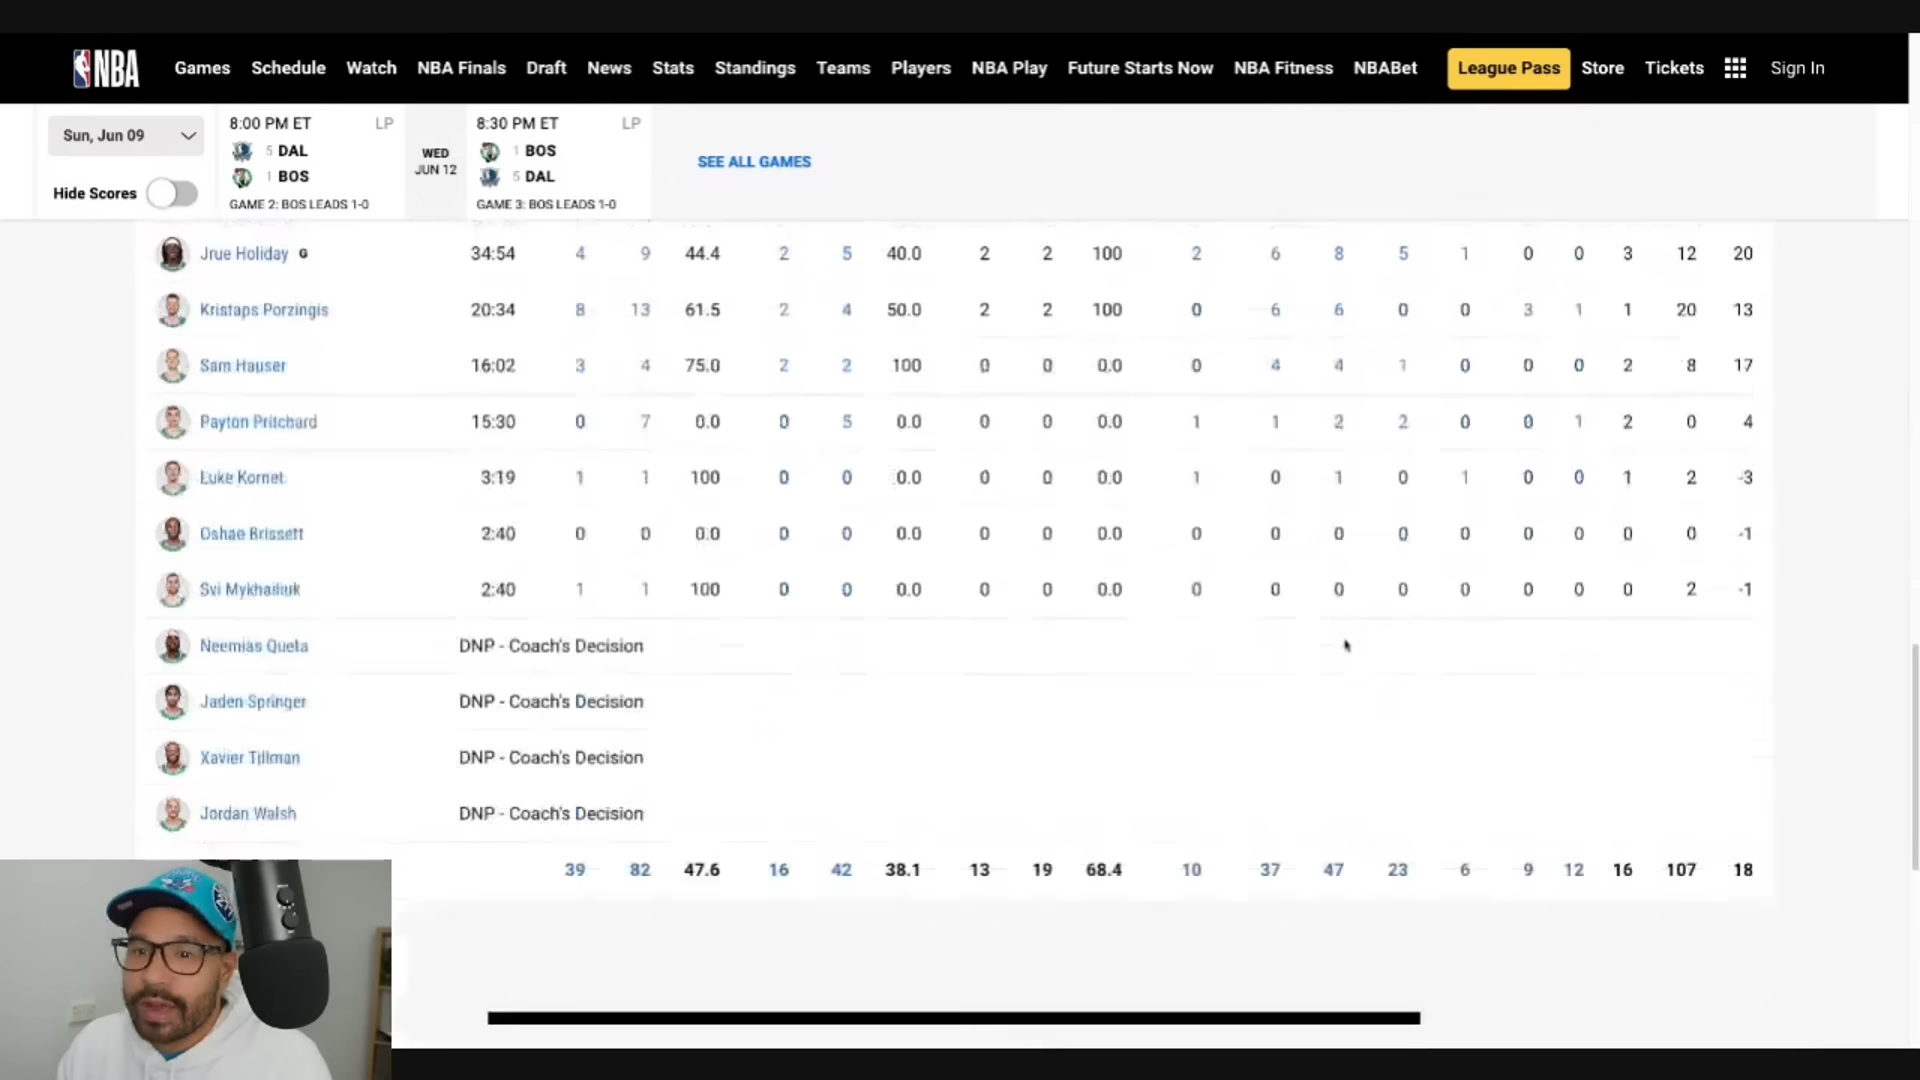 NBA Games Schedule Watch NBA Finals Draft News Stats Standings Teams Players NBA Play Future Starts Now NBA Fitness NBABet League Pass Store Tickets Sign In
Sun, Jun 09
Hide Scores
8:00 PM ET LP
5 DAL
1 BOS
GAME 2: BOS LEADS 1-0
WED
JUN 12
8:30 PM ET LP
1 BOS
5 DAL
GAME 3: BOS LEADS 1-0
SEE ALL GAMES
Jrue Holiday G 34:54 4 9 44.4 2 5 40.0 2 2 100 2 6 8 5 1 0 0 3 12 20
Kristaps Porzingis 20:34 8 13 61.5 2 4 50.0 2 2 100 0 6 6 0 0 3 1 1 20 13
Sam Hauser 16:02 3 4 75.0 2 2 100 0 0 0.0 0 4 4 1 0 0 0 2 8 17
Payton Pritchard 15:30 0 7 0.0 0 5 0.0 0 0 0.0 1 1 2 2 0 0 1 2 0 4
Luke Kornet 3:19 1 1 100 0 0 0.0 0 0 0.0 1 0 1 0 1 0 0 1 2 -3
Oshae Brissett 2:40 0 0 0.0 0 0 0.0 0 0 0.0 0 0 0 0 0 0 0 0 0 -1
Svi Mykhailiuk 2:40 1 1 100 0 0 0.0 0 0 0.0 0 0 0 0 0 0 0 0 2 -1
Neemias Queta DNP - Coach's Decision
Jaden Springer DNP - Coach's Decision
Xavier Tillman DNP - Coach's Decision
Jordan Walsh DNP - Coach's Decision
39 82 47.6 16 42 38.1 13 19 68.4 10 37 47 23 6 9 12 16 107 18